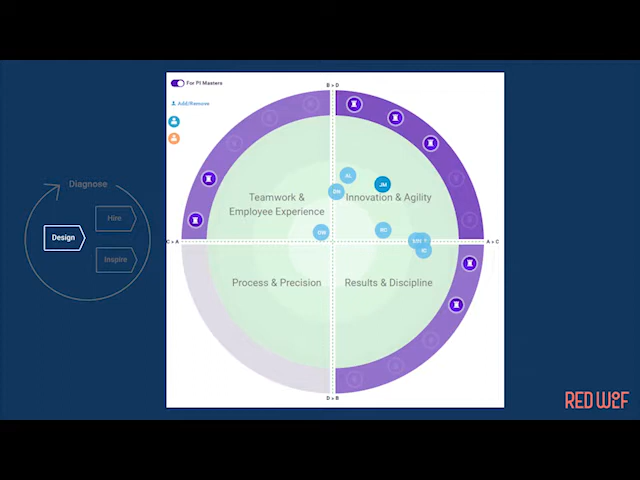 For PI Masters
B > D
Add/Remove
AL
JM
DN
Diagnose
Teamwork &
Employee Experience
Innovation & Agility
Hire
OW
Design
C > A
A > C
IC
Inspire
Process & Precision
Results & Discipline
D > B
RED WOLF